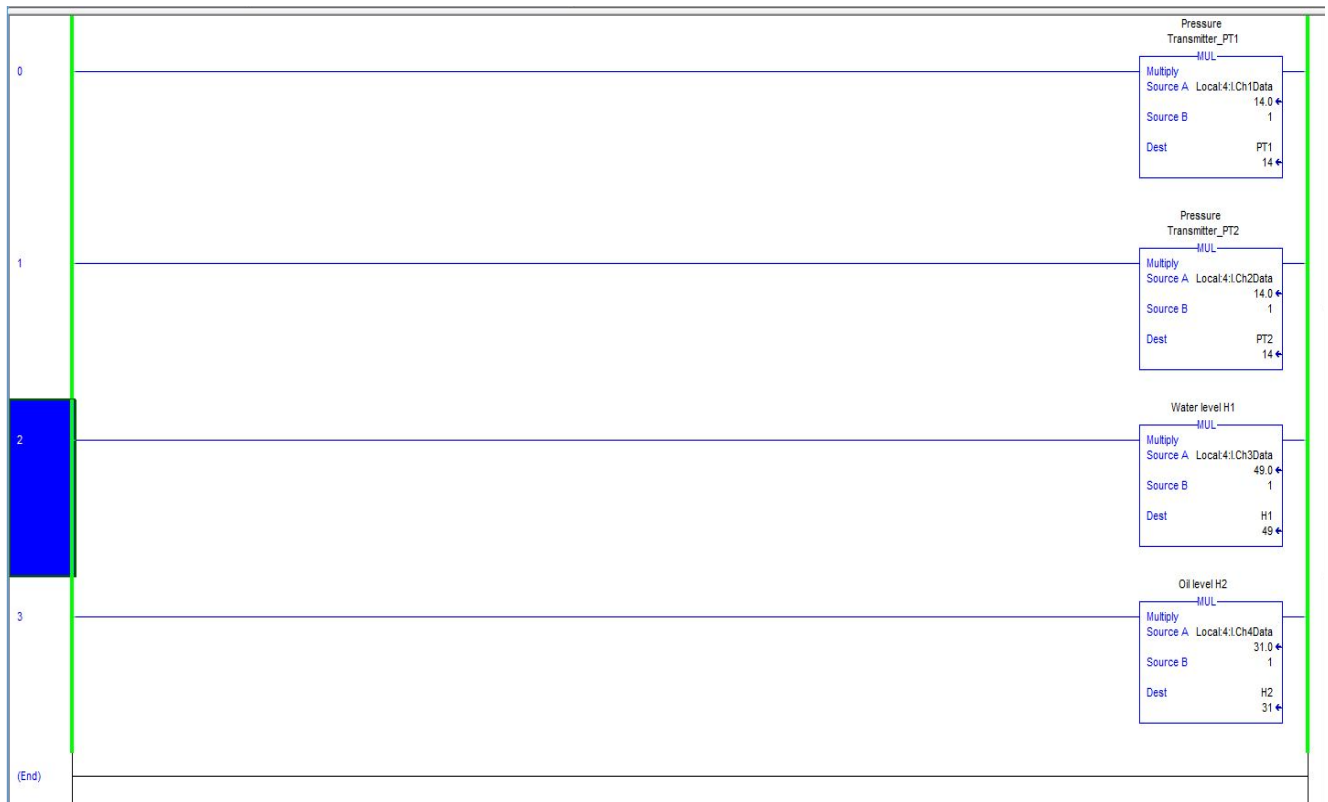 Pressure
Transmitter_PT1
MUL
0
Multiply
Source A Local:4:I.Ch1Data
14.0
Source B 1
Dest PT1
14
Pressure
Transmitter_PT2
MUL
1
Multiply
Source A Local:4:I.Ch2Data
14.0
Source B 1
Dest PT2
14
Water level H1
MUL
2
Multiply
Source A Local:4:I.Ch3Data
49.0
Source B 1
Dest H1
49
Oil level H2
MUL
3
Multiply
Source A Local:4:I.Ch4Data
31.0
Source B 1
Dest H2
31
(End)